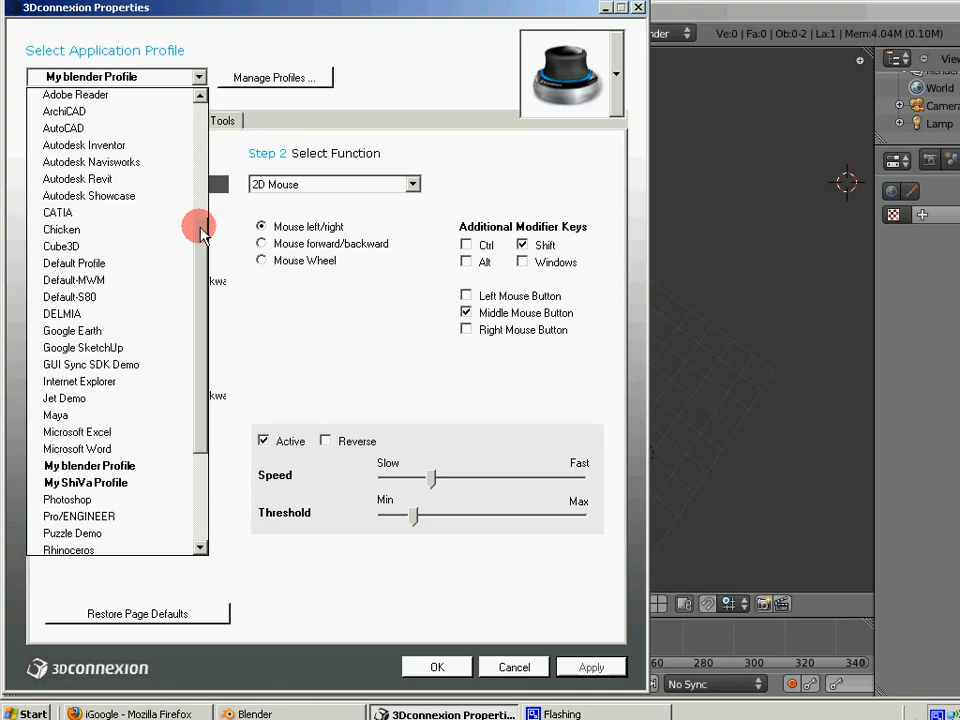 3Dconnexion Properties
Select Application Profile
My blender Profile
Manage Profiles ...
Adobe Reader
ArchiCAD
AutoCAD
Autodesk Inventor
Autodesk Navisworks
Autodesk Revit
Autodesk Showcase
CATIA
Chicken
Cube3D
Default Profile
Default-MWM
Default-S80
DELMIA
Google Earth
Google SketchUp
GUI Sync SDK Demo
Internet Explorer
Jet Demo
Maya
Microsoft Excel
Microsoft Word
My blender Profile
My ShiVa Profile
Photoshop
Pro/ENGINEER
Puzzle Demo
Rhinoceros
Tools
Step 2 Select Function
2D Mouse
Mouse left/right
Mouse forward/backward
Mouse Wheel
Additional Modifier Keys
Ctrl Shift
Alt Windows
Left Mouse Button
Middle Mouse Button
Right Mouse Button
kwa
kwa
Active Reverse
Speed Slow Fast
Threshold Min Max
Restore Page Defaults
3Dconnexion
OK Cancel Apply
nder Ve:0 | Fa:0 | Ob:0-2 | La:1 | Mem:4.04M (0.10M)
View
World
Camera
Lamp
60 280 300 320 340
No Sync
Start iGoogle - Mozilla Firefox Blender 3Dconnexion Properti... Flashing